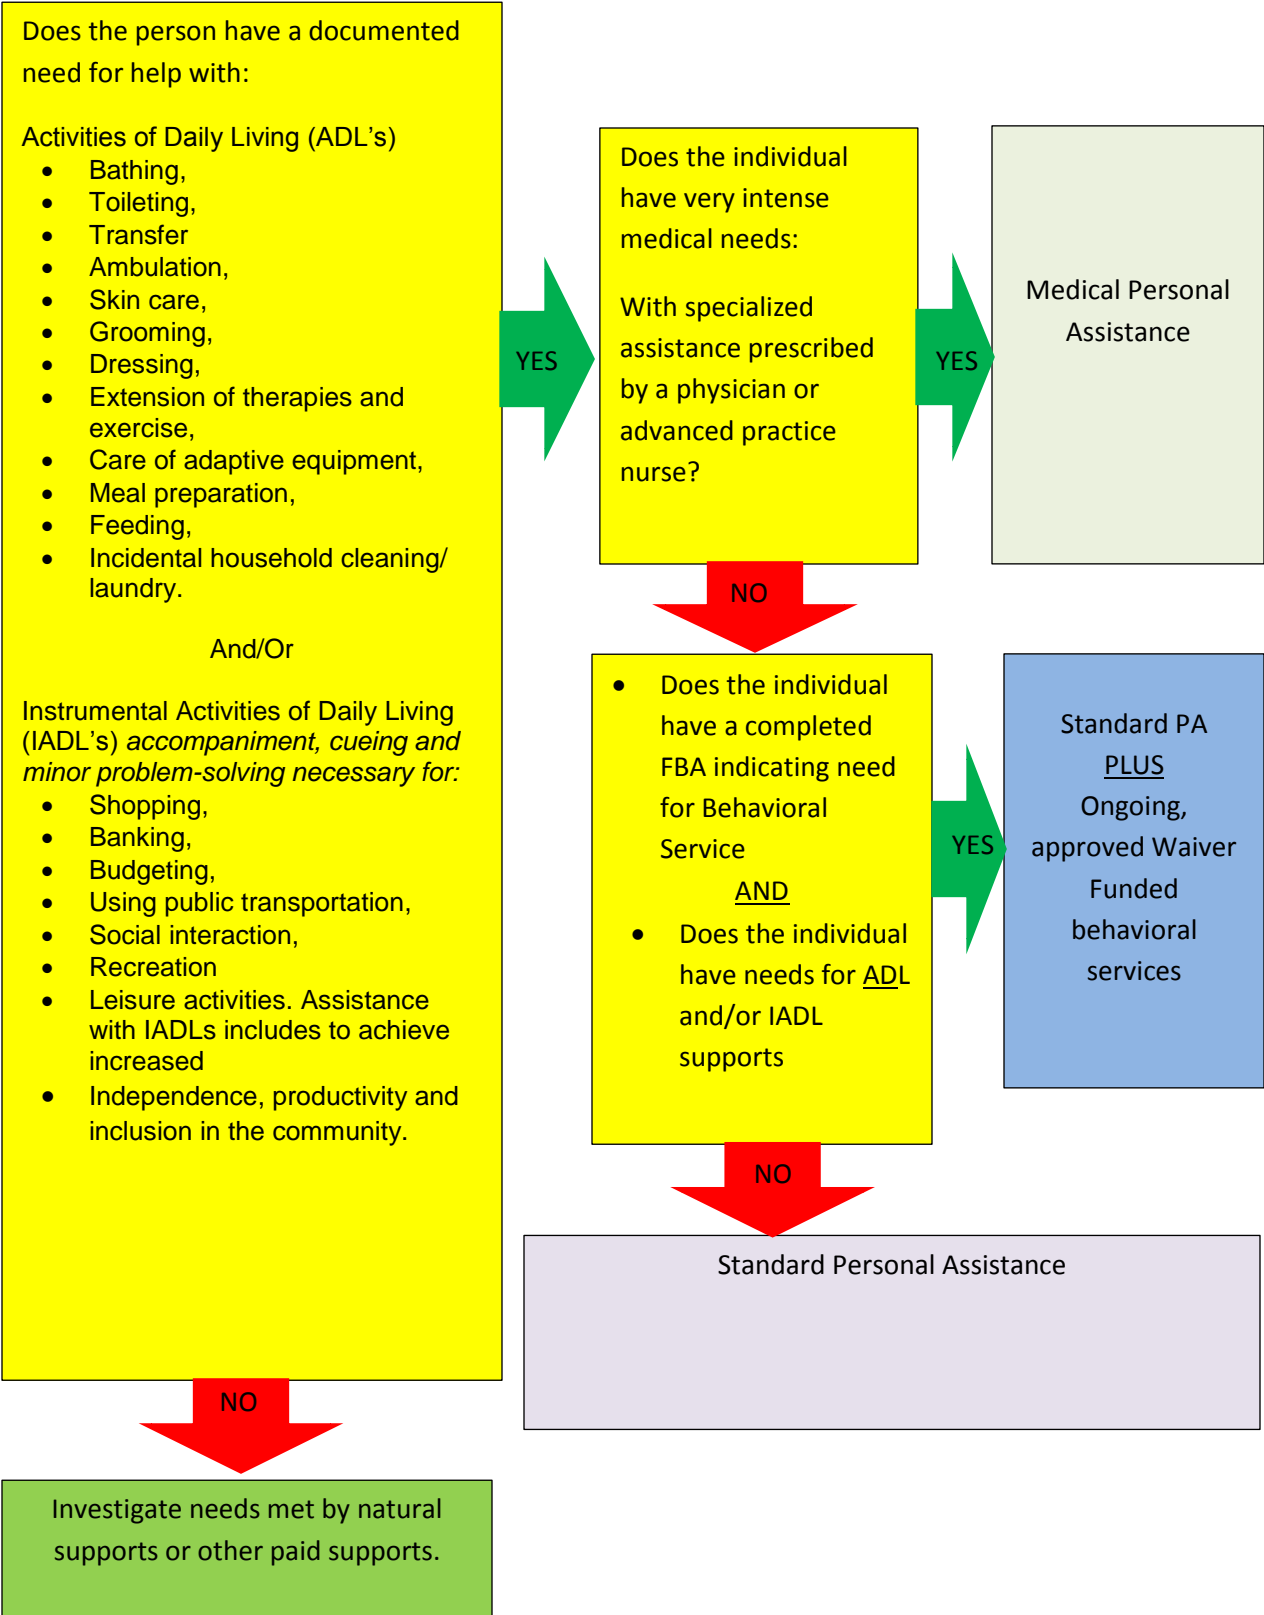 Does the person have a documented
need for help with:
Activities of Daily Living (ADL’s)
• Bathing,
• Toileting,
• Transfer
• Ambulation,
• Skin care,
• Grooming,
• Dressing,
• Extension of therapies and
exercise,
• Care of adaptive equipment,
• Meal preparation,
• Feeding,
• Incidental household cleaning/
laundry.
And/Or
Instrumental Activities of Daily Living
(IADL’s) accompaniment, cueing and
minor problem-solving necessary for:
• Shopping,
• Banking,
• Budgeting,
• Using public transportation,
• Social interaction,
• Recreation
• Leisure activities. Assistance
with IADLs includes to achieve
increased
• Independence, productivity and
inclusion in the community.
YES
Does the individual
have very intense
medical needs:
With specialized
assistance prescribed
by a physician or
advanced practice
nurse?
YES
Medical Personal
Assistance
NO
• Does the individual
have a completed
FBA indicating need
for Behavioral
Service
AND
• Does the individual
have needs for ADL
and/or IADL
supports
YES
Standard PA
PLUS
Ongoing,
approved Waiver
Funded
behavioral
services
NO
Standard Personal Assistance
NO
Investigate needs met by natural
supports or other paid supports.